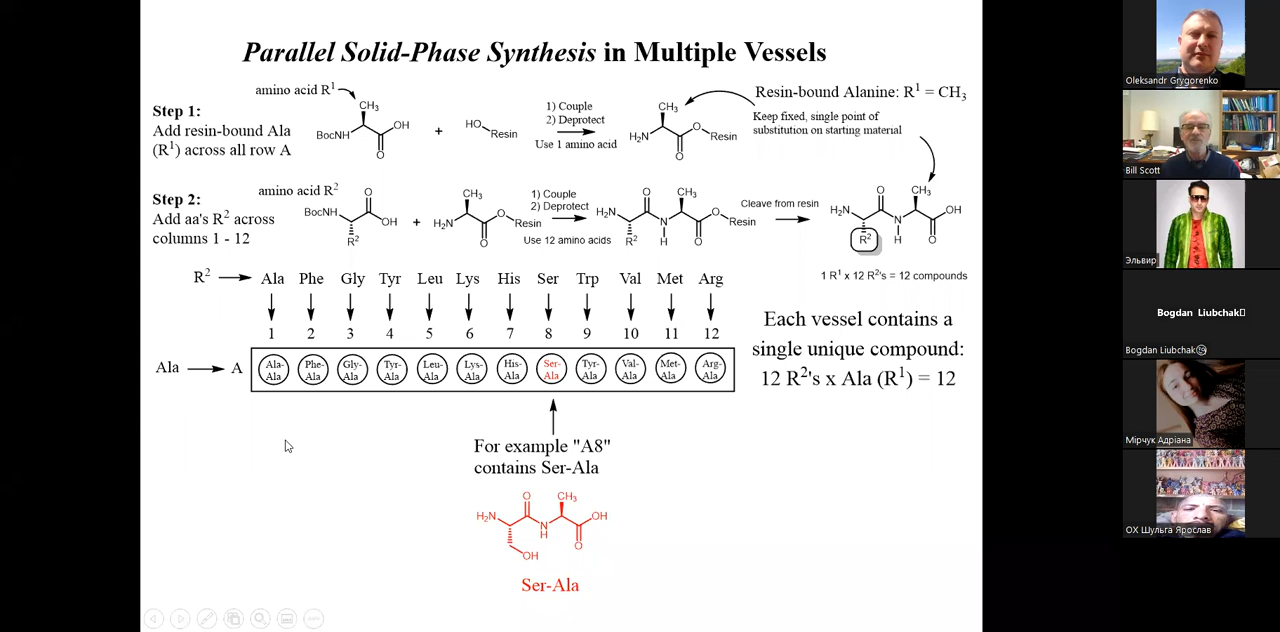 Parallel Solid-Phase Synthesis in Multiple Vessels
amino acid R1
Step 1:
Add resin-bound Ala
(R1) across all row A
BocNH
CH3
OH
O
+
HO
Resin
1) Couple
2) Deprotect
Use 1 amino acid
CH3
H2N
O
Resin
O
Resin-bound Alanine: R1 = CH3
Keep fixed, single point of
substitution on starting material
Step 2:
Add aa's R2 across
columns 1 - 12
amino acid R2
O
BocNH
OH
R2
+
CH3
H2N
O
Resin
O
1) Couple
2) Deprotect
Use 12 amino acids
O
CH3
H2N
N
H
R2
O
Resin
O
Cleave from resin
O
CH3
H2N
OH
N
H
R2
O
1 R1 x 12 R2's = 12 compounds
R2 Ala Phe Gly Tyr Leu Lys His Ser Trp Val Met Arg
1 2 3 4 5 6 7 8 9 10 11 12
Ala A
Ala- Phe- Gly- Tyr- Leu- Lys- His- Ser- Tyr- Val- Met- Arg-
Ala Ala Ala Ala Ala Ala Ala Ala Ala Ala Ala Ala
Each vessel contains a
single unique compound:
12 R2's x Ala (R1) = 12
For example "A8"
contains Ser-Ala
O
CH3
H2N
N
H
OH
O
OH
Ser-Ala
Oleksandr Grygorenko
Bill Scott
Эльвир
Bogdan Liubchak
Bogdan Liubchak
Мірчук Адріана
ОХ Шульга Ярослав